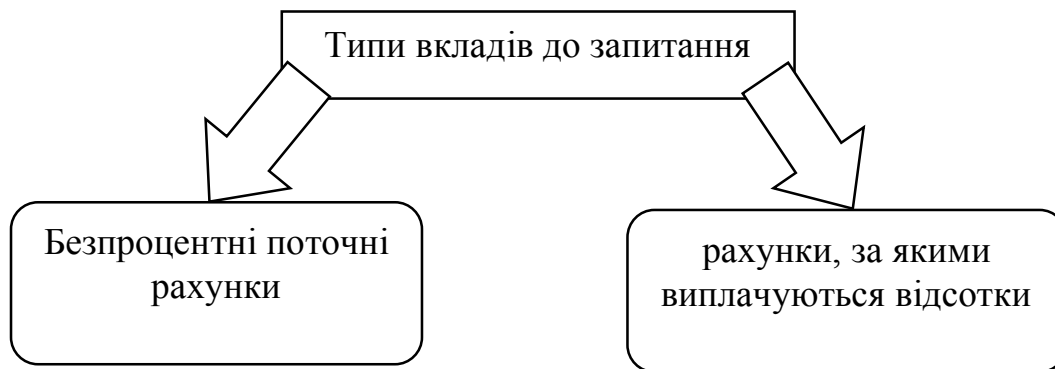 Типи вкладів до запитання
Безпроцентні поточні
рахунки
рахунки, за якими
виплачуються відсотки